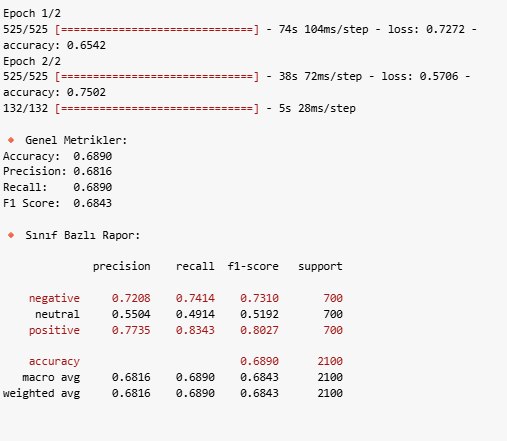 Epoch 1/2
525/525 [==============================] - 74s 104ms/step - loss: 0.7272 -
accuracy: 0.6542
Epoch 2/2
525/525 [==============================] - 38s 72ms/step - loss: 0.5706 -
accuracy: 0.7502
132/132 [==============================] - 5s 28ms/step
🔸 Genel Metrikler:
Accuracy: 0.6890
Precision: 0.6816
Recall: 0.6890
F1 Score: 0.6843
🔸 Sınıf Bazlı Rapor:
precision recall f1-score support
negative 0.7208 0.7414 0.7310 700
neutral 0.5504 0.4914 0.5192 700
positive 0.7735 0.8343 0.8027 700
accuracy 0.6890 2100
macro avg 0.6816 0.6890 0.6843 2100
weighted avg 0.6816 0.6890 0.6843 2100